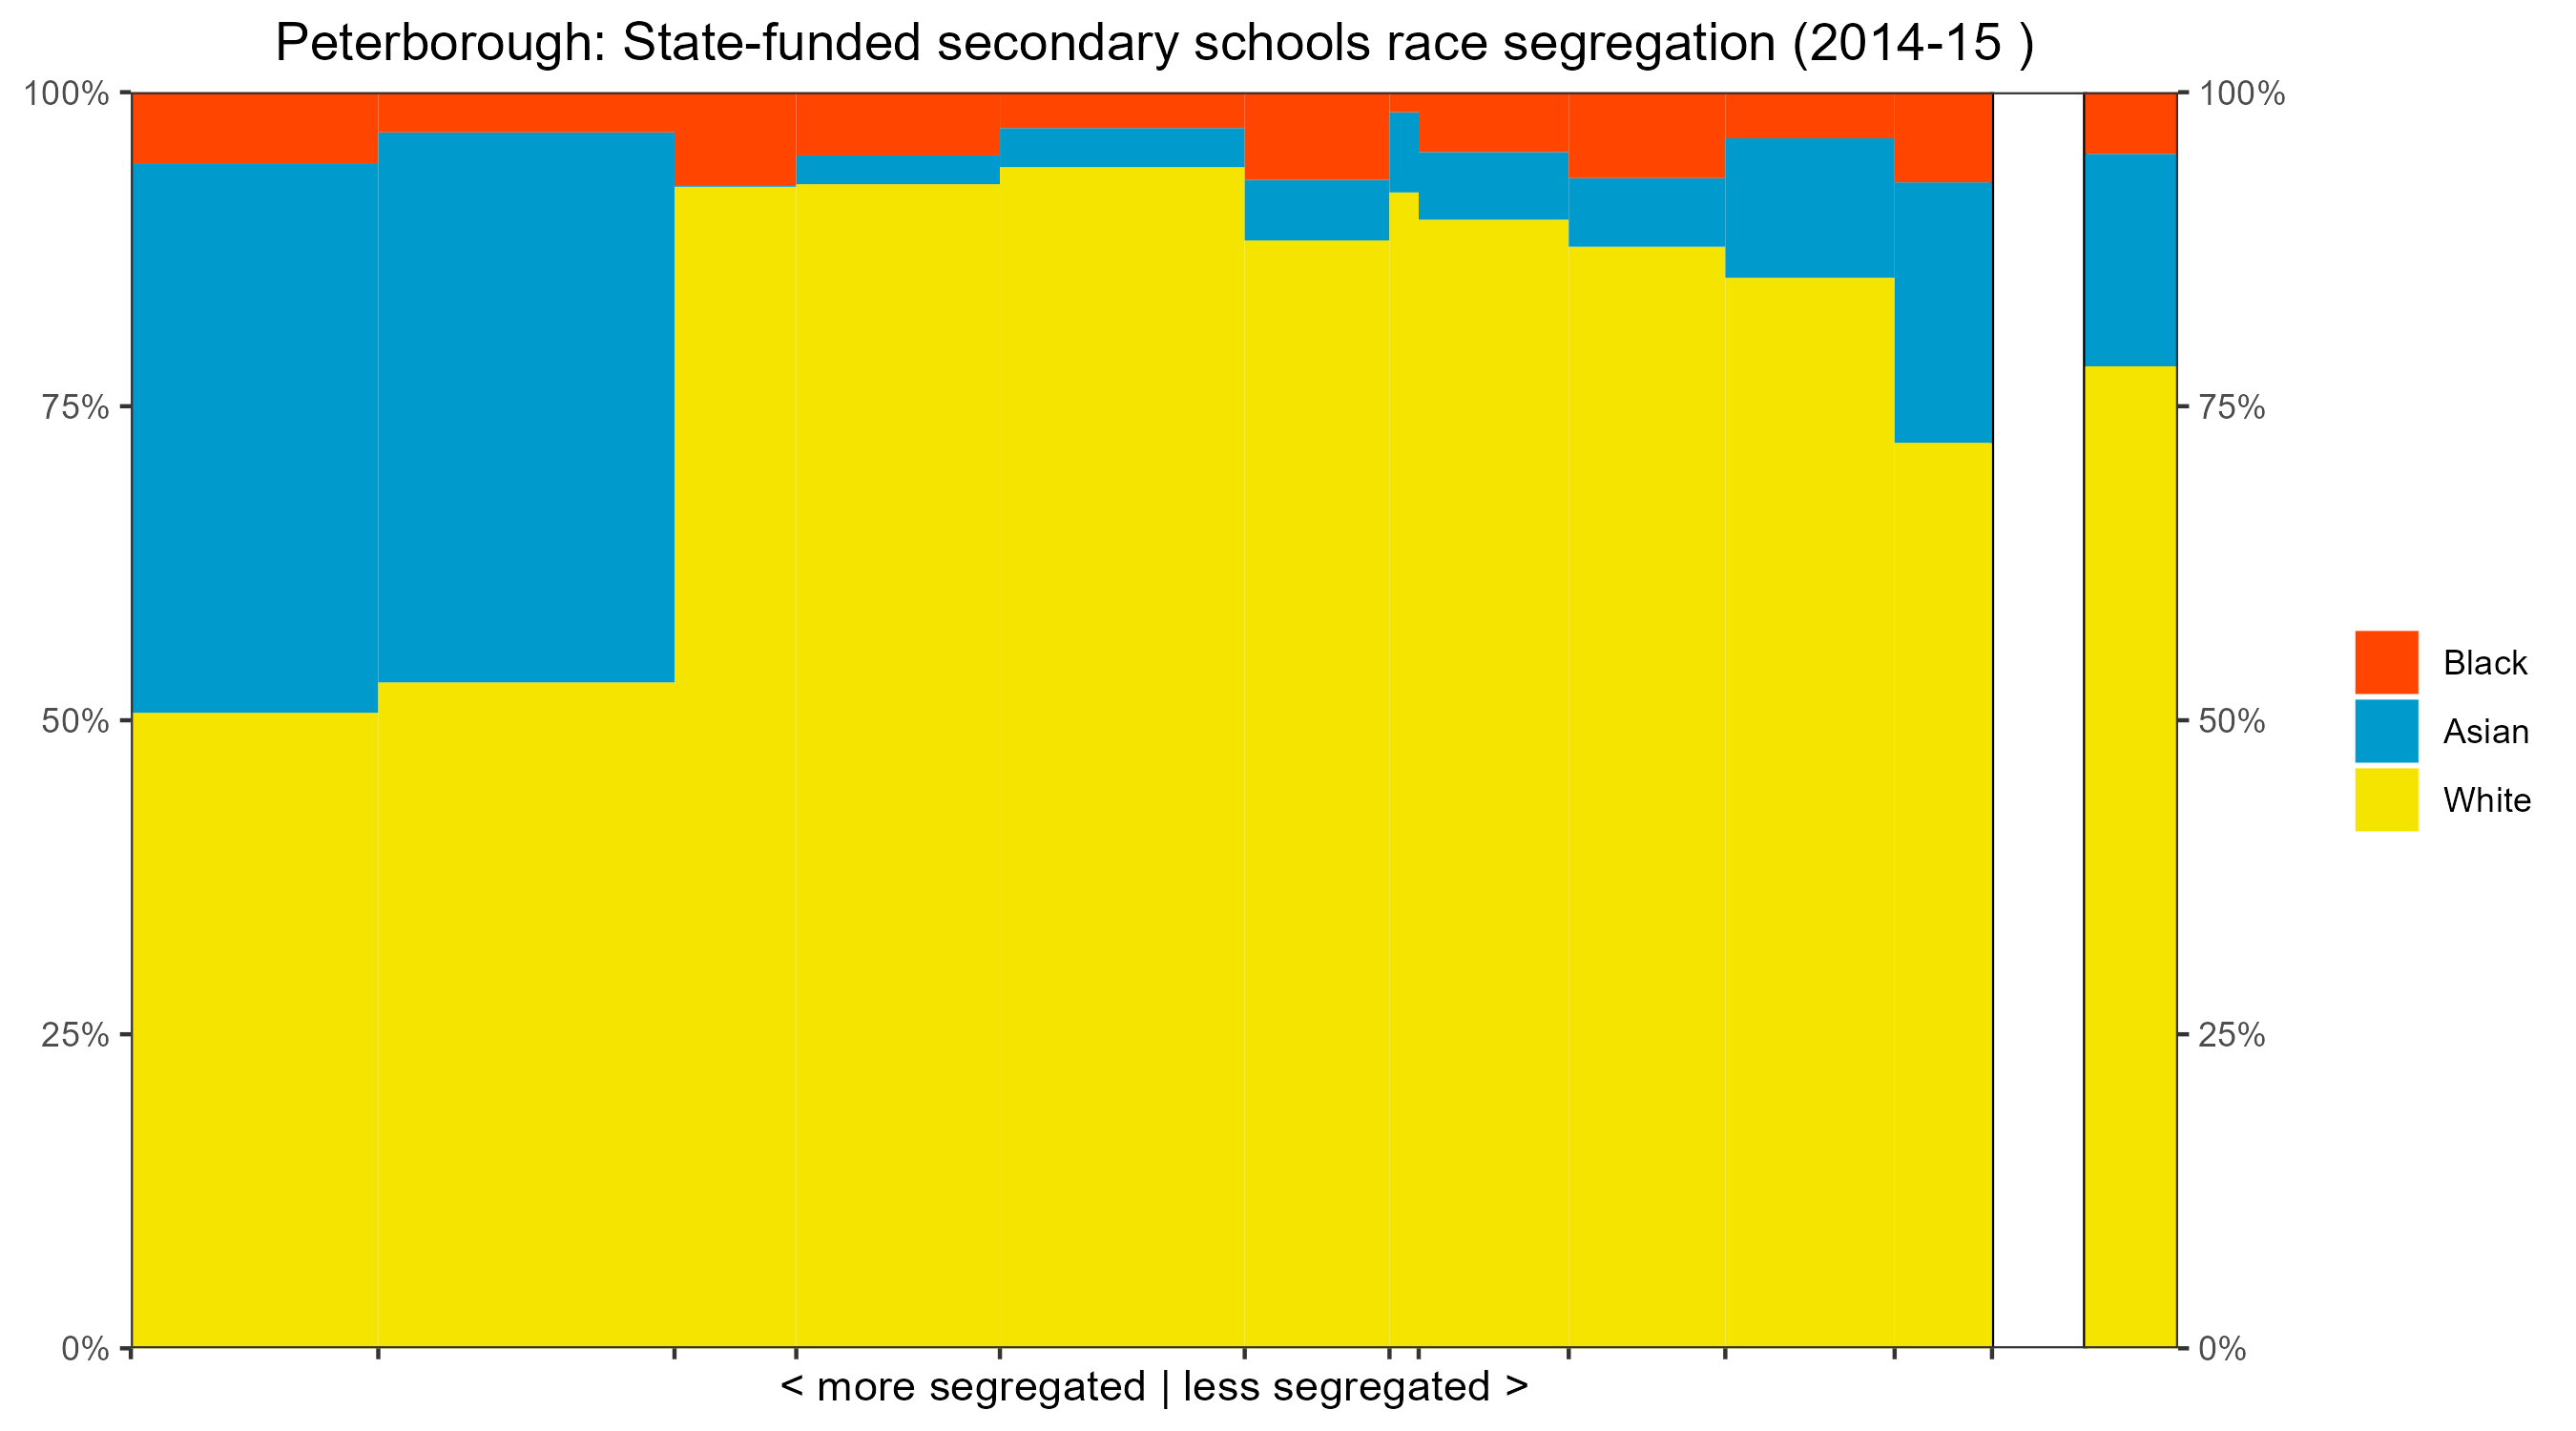 Peterborough: State-funded secondary schools race segregation (2014-15 )
100%
75%
50%
25%
0%
100%
75%
50%
25%
0%
Black
Asian
White
< more segregated | less segregated >